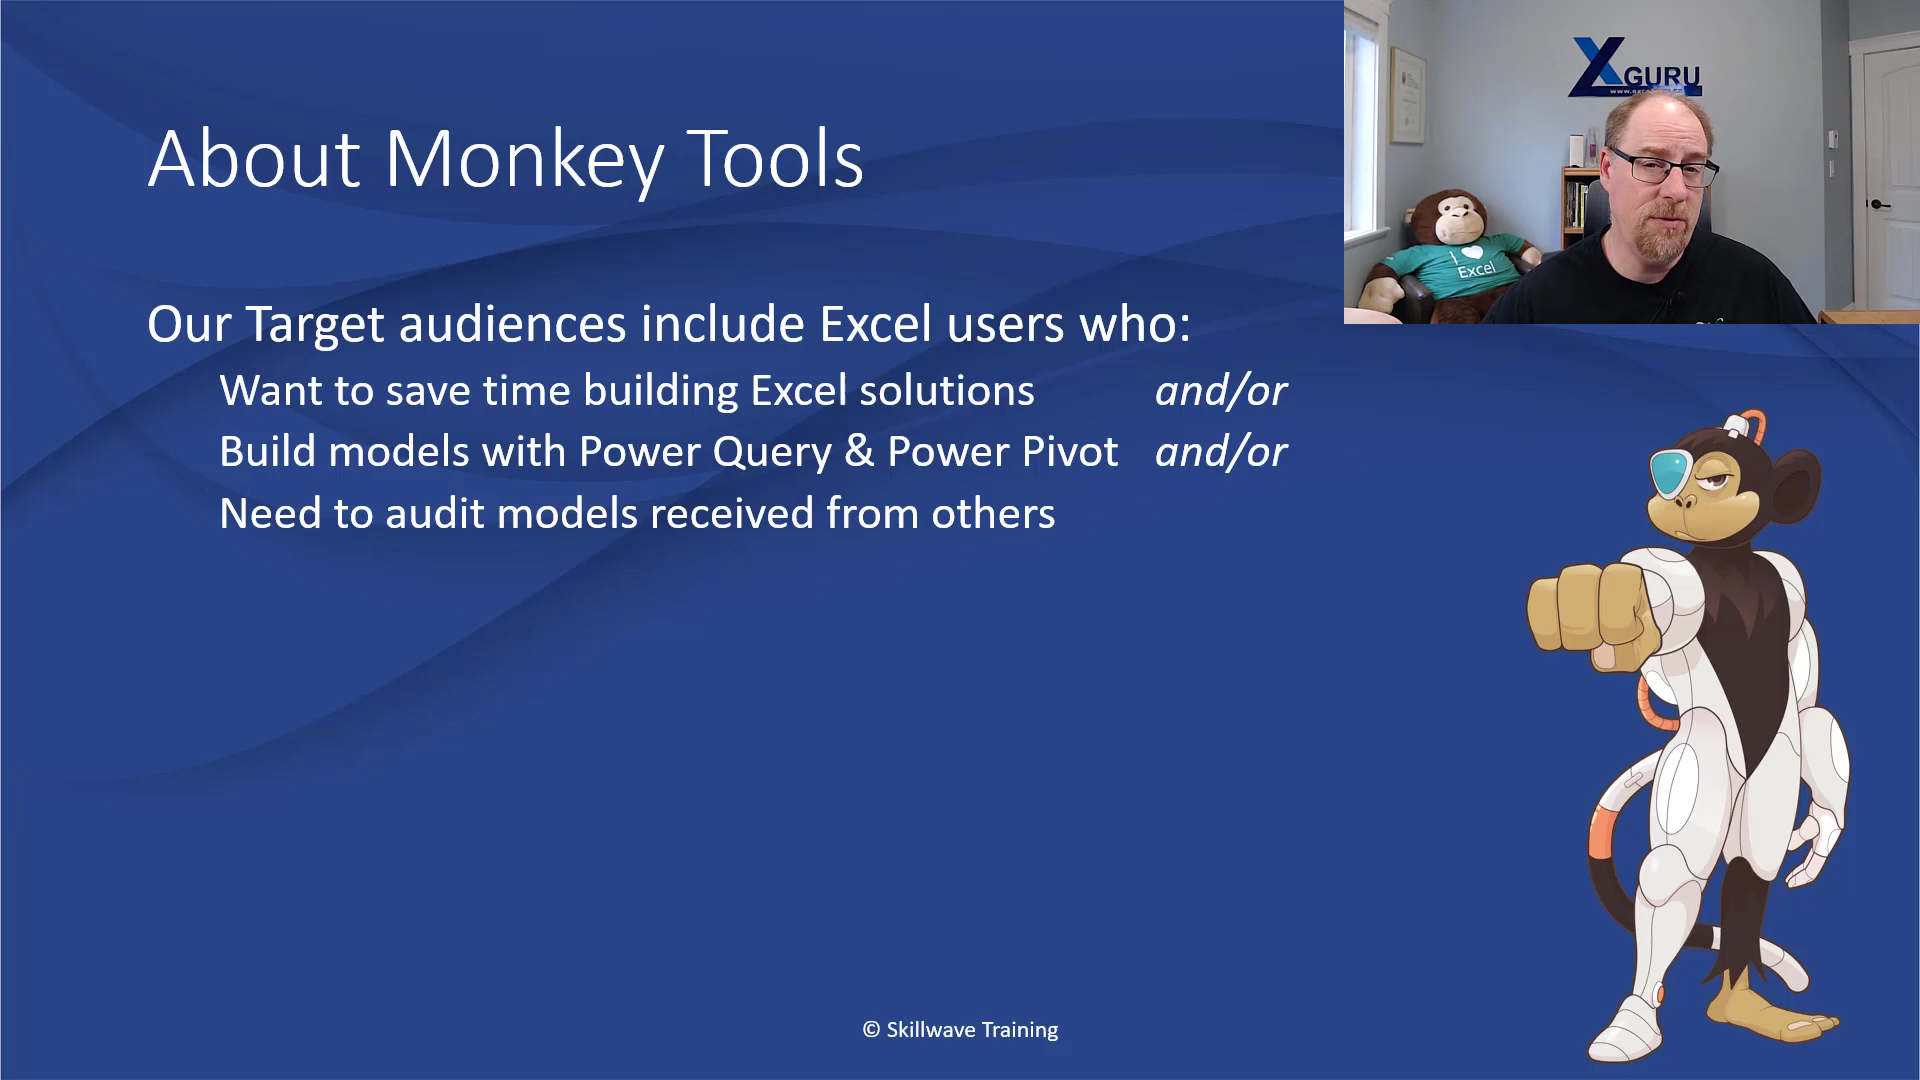 About Monkey Tools
XLGURU
Our Target audiences include Excel users who:
Want to save time building Excel solutions and/or
Build models with Power Query & Power Pivot and/or
Need to audit models received from others
I
Excel
© Skillwave Training